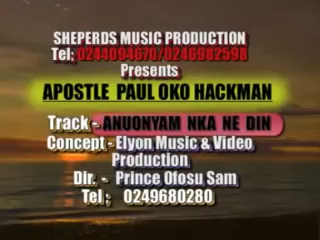 SHEPERDS MUSIC PRODUCTION
Tel; 0244094670/0246982598
Presents
APOSTLE PAUL OKO HACKMAN
Track - ANUONYAM NKA NE DIN
Concept - Elyon Music & Video
Production
Dir. - Prince Ofosu Sam
Tel ; 0249680280